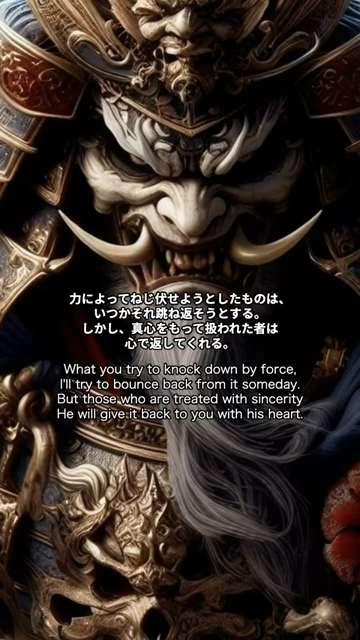 力によってねじ伏せようとしたものは、
いつかそれ跳ね返そうとする。
しかし、真心をもって扱われた者は
心で返してくれる。
What you try to knock down by force,
I'll try to bounce back from it someday.
But those who are treated with sincerity
He will give it back to you with his heart.